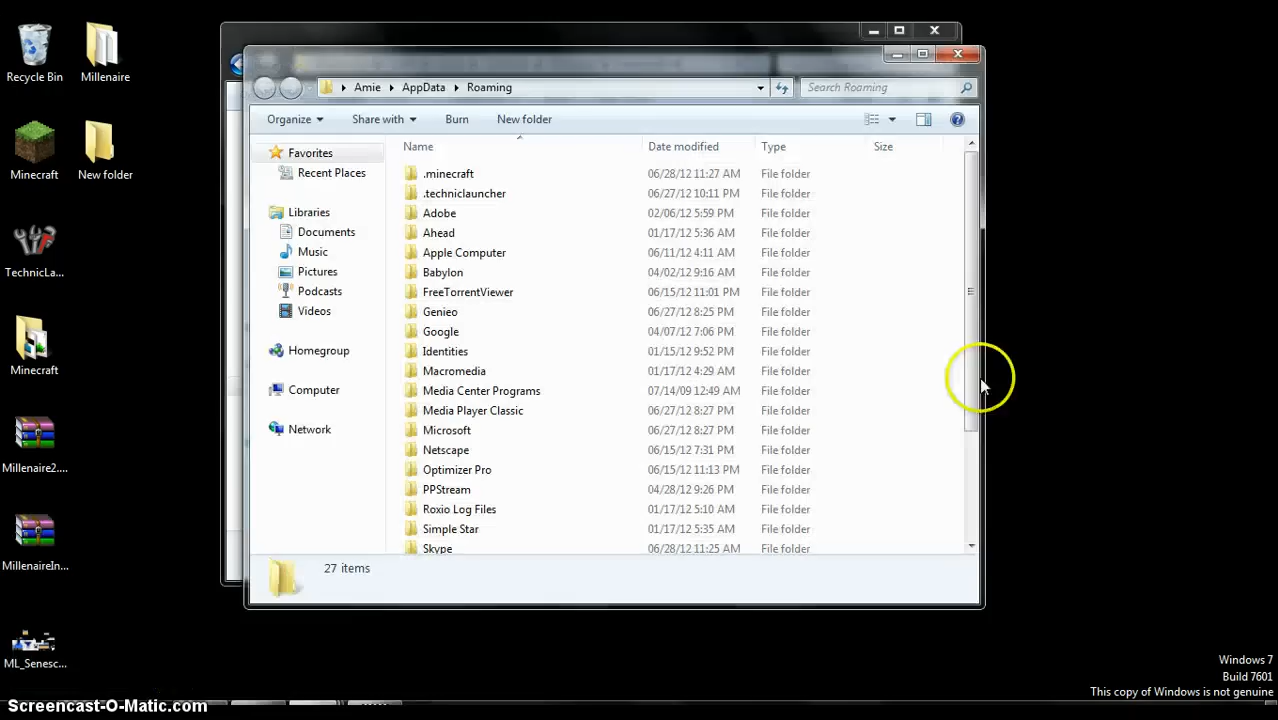 Recycle Bin
Millenaire
Minecraft
New folder
TechnicLa...
Minecraft
Millenaire2....
MillenaireIn...
ML_Senesc...
Amie AppData Roaming
Search Roaming
Organize Share with Burn New folder
Favorites
Recent Places
Libraries
Documents
Music
Pictures
Podcasts
Videos
Homegroup
Computer
Network
Name Date modified Type Size
.minecraft 06/28/12 11:27 AM File folder
.techniclauncher 06/27/12 10:11 PM File folder
Adobe 02/06/12 5:59 PM File folder
Ahead 01/17/12 5:36 AM File folder
Apple Computer 06/11/12 4:11 AM File folder
Babylon 04/02/12 9:16 AM File folder
FreeTorrentViewer 06/15/12 11:01 PM File folder
Genieo 06/27/12 8:25 PM File folder
Google 04/07/12 7:06 PM File folder
Identities 01/15/12 9:52 PM File folder
Macromedia 01/17/12 4:29 AM File folder
Media Center Programs 07/14/09 12:49 AM File folder
Media Player Classic 06/27/12 8:27 PM File folder
Microsoft 06/27/12 8:27 PM File folder
Netscape 06/15/12 7:31 PM File folder
Optimizer Pro 06/15/12 11:13 PM File folder
PPStream 04/28/12 9:26 PM File folder
Roxio Log Files 01/17/12 5:10 AM File folder
Simple Star 01/17/12 5:35 AM File folder
Skype 06/28/12 11:25 AM File folder
27 items
Windows 7
Build 7601
This copy of Windows is not genuine
Screencast-O-Matic.com